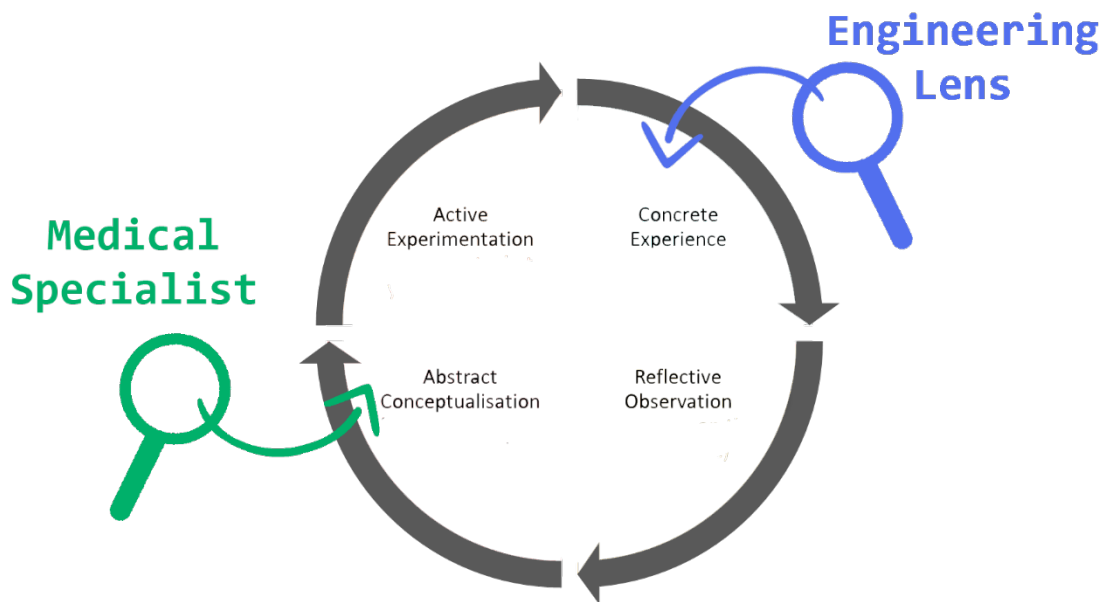 Engineering
Lens
Active
Experimentation
Concrete
Experience
Medical
Specialist
Abstract
Conceptualisation
Reflective
Observation